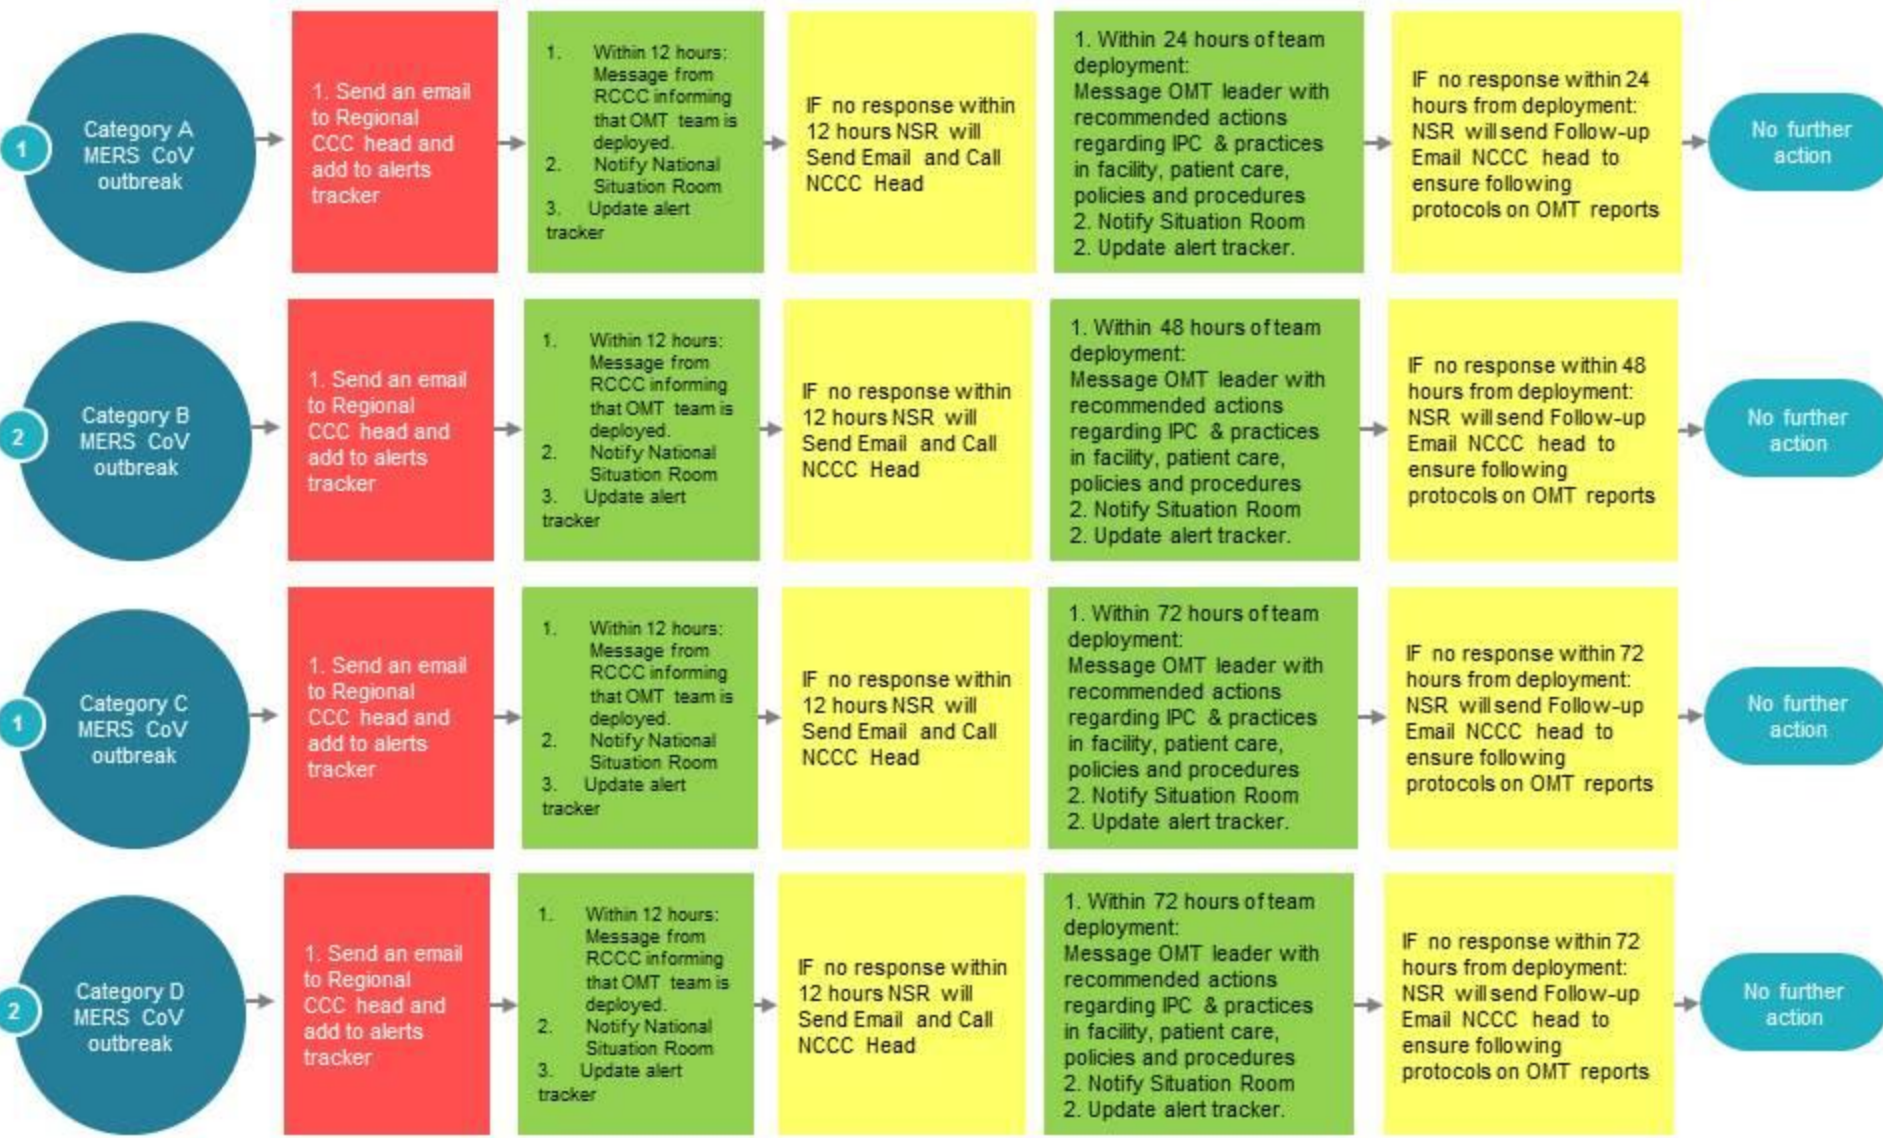 1
Category A
MERS CoV
outbreak
1. Send an email
to Regional
CCC head and
add to alerts
tracker
1. Within 12 hours:
Message from
RCCC informing
that OMT team is
deployed.
2. Notify National
Situation Room
3. Update alert
tracker
IF no response within
12 hours NSR will
Send Email and Call
NCCC Head
1. Within 24 hours of team
deployment:
Message OMT leader with
recommended actions
regarding IPC & practices
in facility, patient care,
policies and procedures
2. Notify Situation Room
2. Update alert tracker.
IF no response within 24
hours from deployment:
NSR will send Follow-up
Email NCCC head to
ensure following
protocols on OMT reports
No further
action
2
Category B
MERS CoV
outbreak
1. Send an email
to Regional
CCC head and
add to alerts
tracker
1. Within 12 hours:
Message from
RCCC informing
that OMT team is
deployed.
2. Notify National
Situation Room
3. Update alert
tracker
IF no response within
12 hours NSR will
Send Email and Call
NCCC Head
1. Within 48 hours of team
deployment:
Message OMT leader with
recommended actions
regarding IPC & practices
in facility, patient care,
policies and procedures
2. Notify Situation Room
2. Update alert tracker.
IF no response within 48
hours from deployment:
NSR will send Follow-up
Email NCCC head to
ensure following
protocols on OMT reports
No further
action
1
Category C
MERS CoV
outbreak
1. Send an email
to Regional
CCC head and
add to alerts
tracker
1. Within 12 hours:
Message from
RCCC informing
that OMT team is
deployed.
2. Notify National
Situation Room
3. Update alert
tracker
IF no response within
12 hours NSR will
Send Email and Call
NCCC Head
1. Within 72 hours of team
deployment:
Message OMT leader with
recommended actions
regarding IPC & practices
in facility, patient care,
policies and procedures
2. Notify Situation Room
2. Update alert tracker.
IF no response within 72
hours from deployment:
NSR will send Follow-up
Email NCCC head to
ensure following
protocols on OMT reports
No further
action
2
Category D
MERS CoV
outbreak
1. Send an email
to Regional
CCC head and
add to alerts
tracker
1. Within 12 hours:
Message from
RCCC informing
that OMT team is
deployed.
2. Notify National
Situation Room
3. Update alert
tracker
IF no response within
12 hours NSR will
Send Email and Call
NCCC Head
1. Within 72 hours of team
deployment:
Message OMT leader with
recommended actions
regarding IPC & practices
in facility, patient care,
policies and procedures
2. Notify Situation Room
2. Update alert tracker.
IF no response within 72
hours from deployment:
NSR will send Follow-up
Email NCCC head to
ensure following
protocols on OMT reports
No further
action